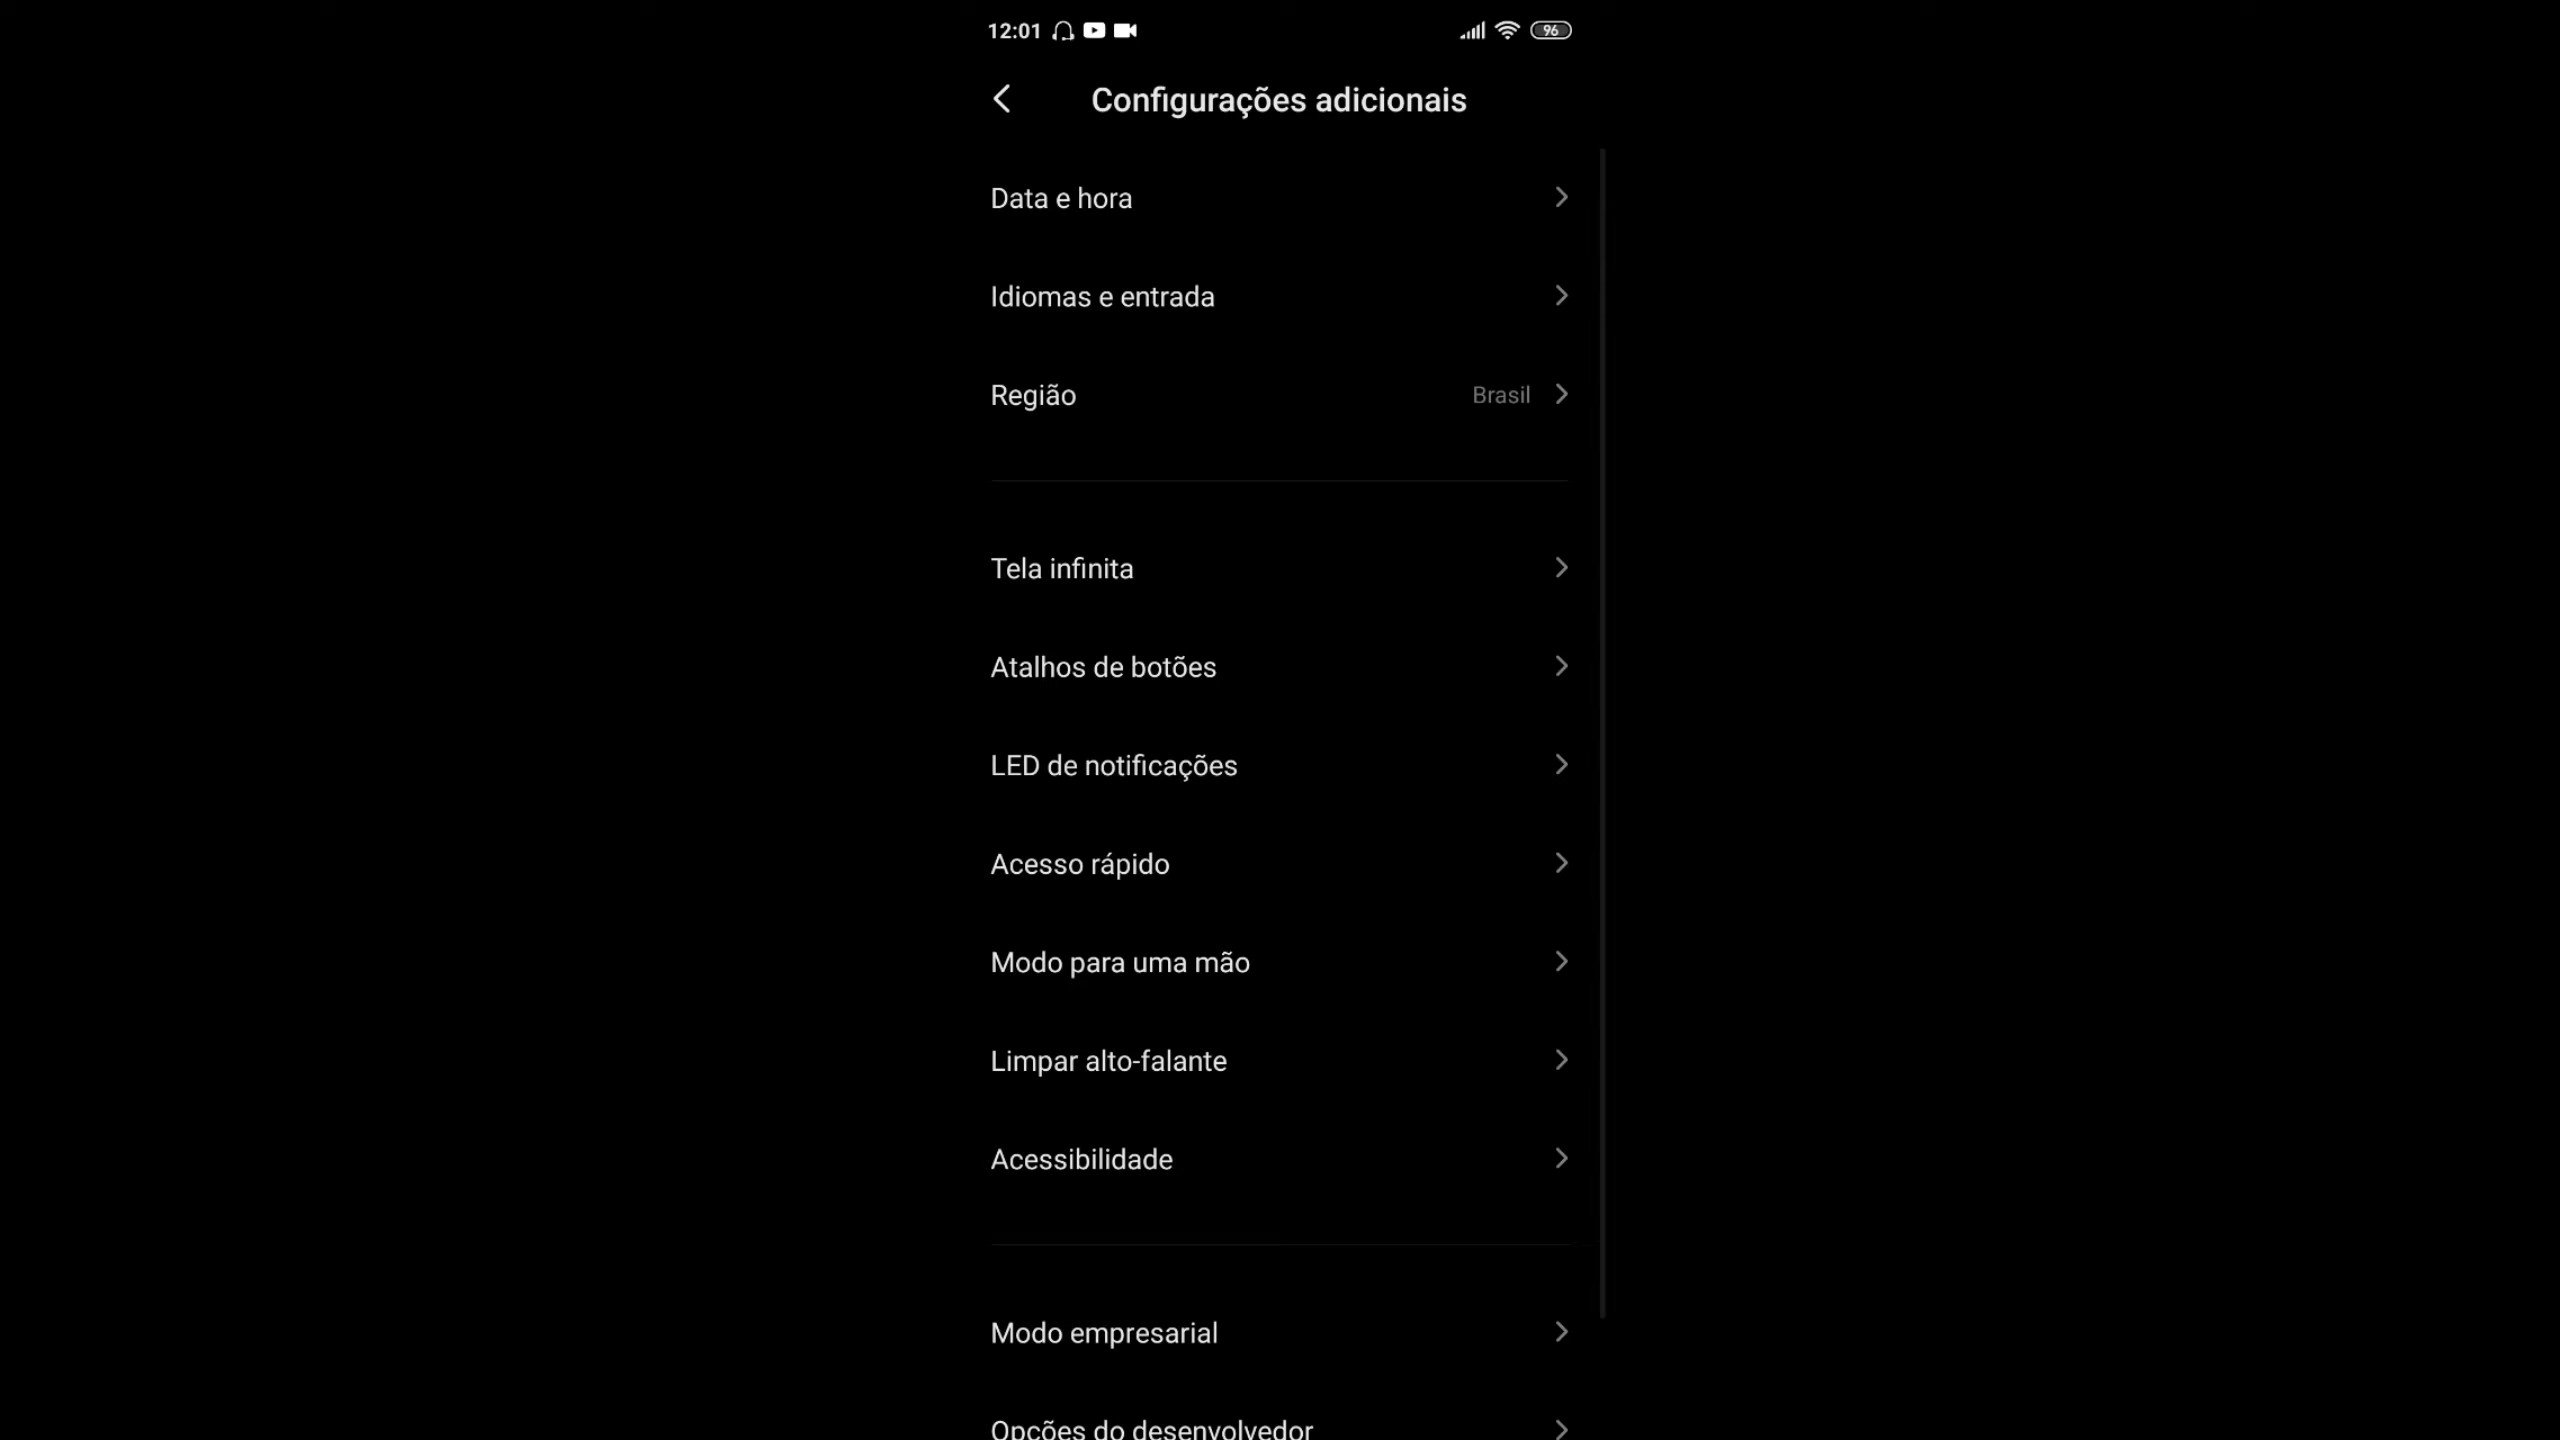 12:01 96
Configurações adicionais
Data e hora
Idiomas e entrada
Região Brasil
Tela infinita
Atalhos de botões
LED de notificações
Acesso rápido
Modo para uma mão
Limpar alto-falante
Acessibilidade
Modo empresarial
Opções do desenvolvedor